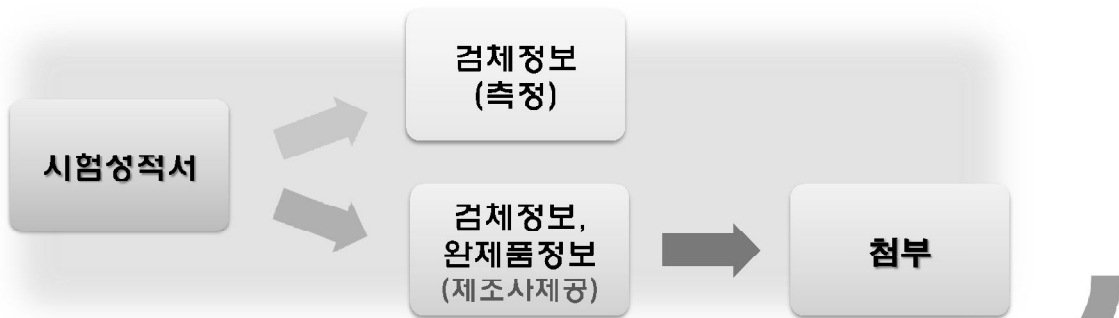 시험성적서
검체정보
(측정)
검체정보,
완제품정보
(제조사제공)
첨부